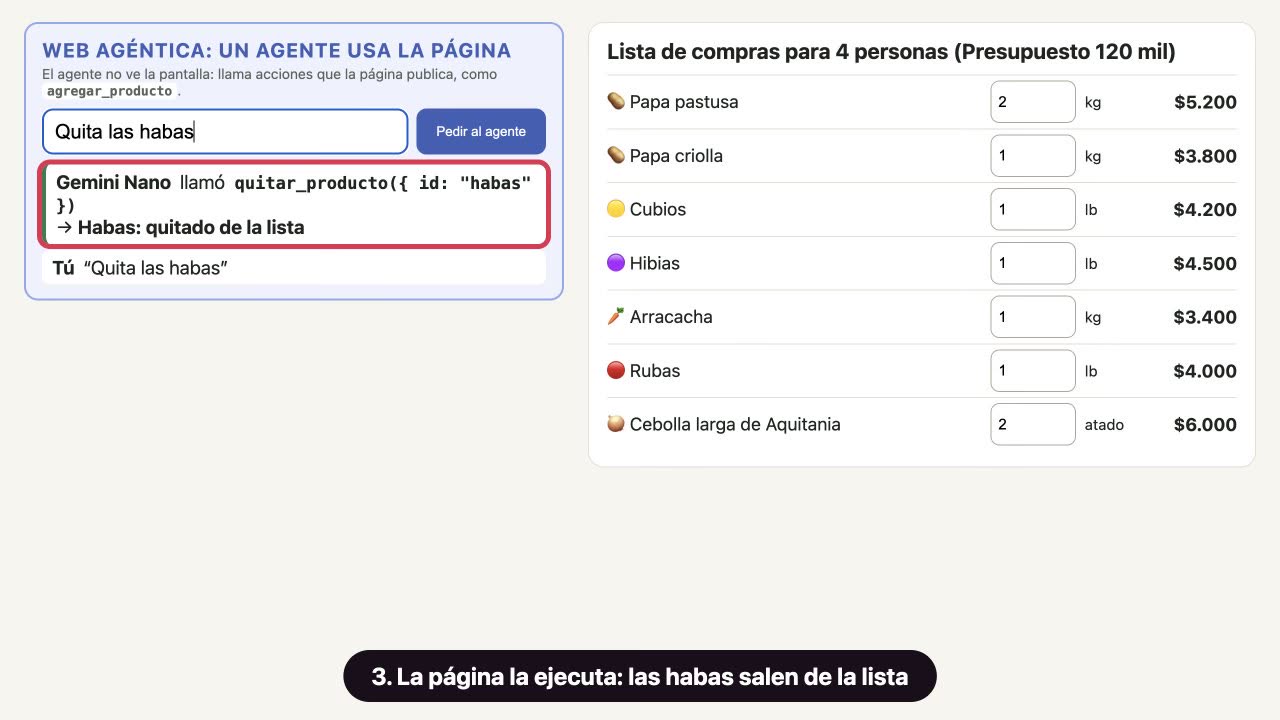 WEB AGÉNTICA: UN AGENTE USA LA PÁGINA
El agente no ve la pantalla: llama acciones que la página publica, como
agregar_producto .
Quita las habas
Pedir al agente
Gemini Nano llamó quitar_producto({ id: "habas"
})
→ Habas: quitado de la lista
Tú “Quita las habas”
Lista de compras para 4 personas (Presupuesto 120 mil)
Papa pastusa 2 kg $5.200
Papa criolla 1 kg $3.800
Cubios 1 lb $4.200
Hibias 1 lb $4.500
Arracacha 1 kg $3.400
Rubas 1 lb $4.000
Cebolla larga de Aquitania 2 atado $6.000
3. La página la ejecuta: las habas salen de la lista